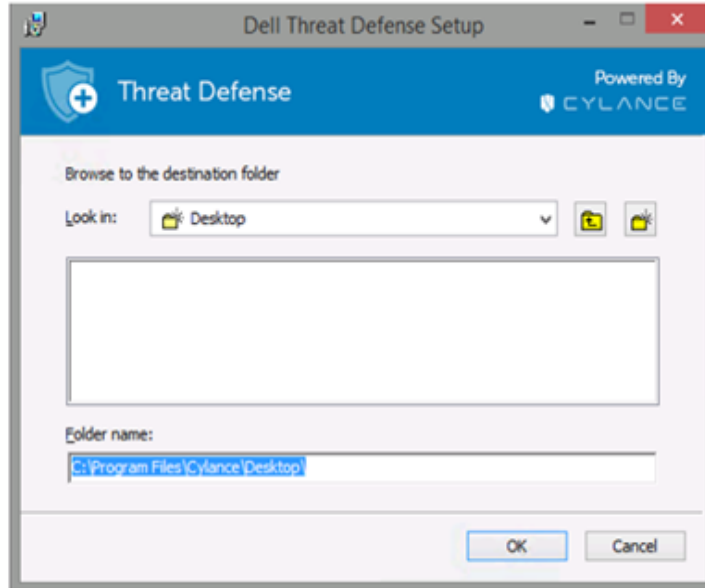 Dell Threat Defense Setup
Threat Defense
Powered By
CYLANCE
Browse to the destination folder
Look in:
Desktop
Folder name:
C:\Program Files\Cylance\Desktop\
OK Cancel